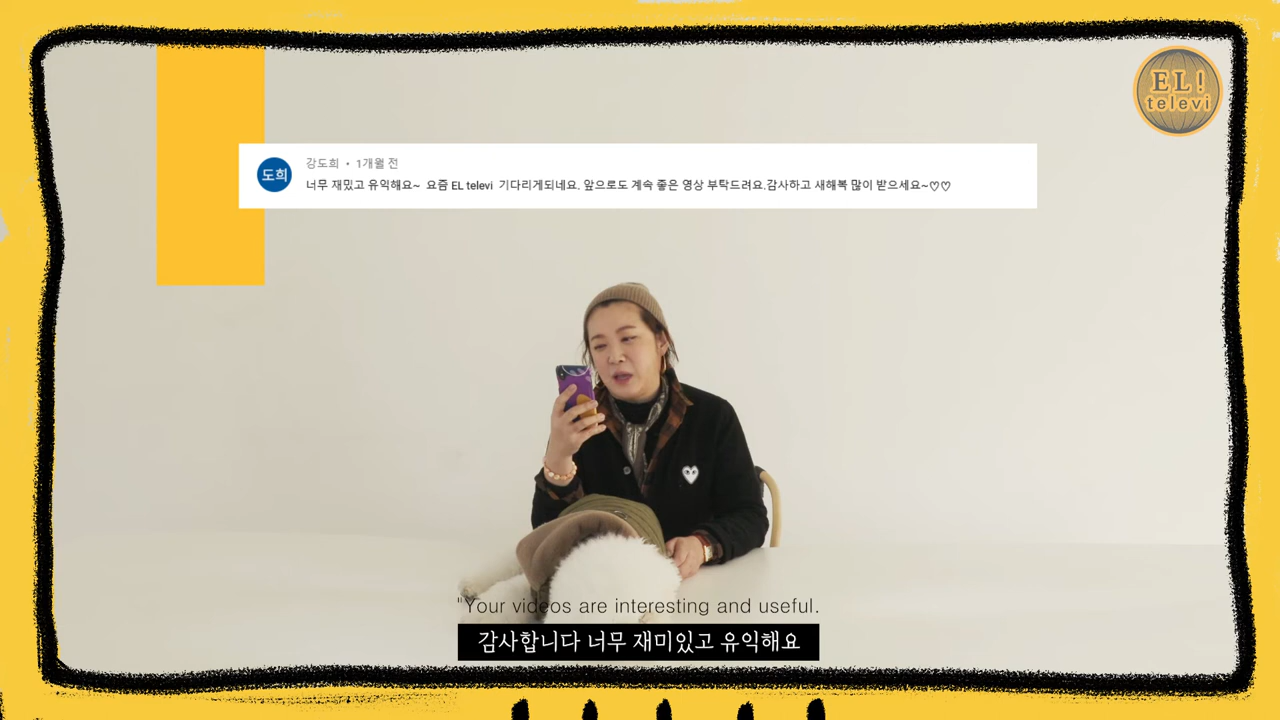 EL!
televi
도희
강도희 • 1개월 전
너무 재밌고 유익해요~ 요즘 EL televi 기다리게되네요. 앞으로도 계속 좋은 영상 부탁드려요.감사하고 새해복 많이 받으세요~♡♡
"Your videos are interesting and useful.
감사합니다 너무 재미있고 유익해요